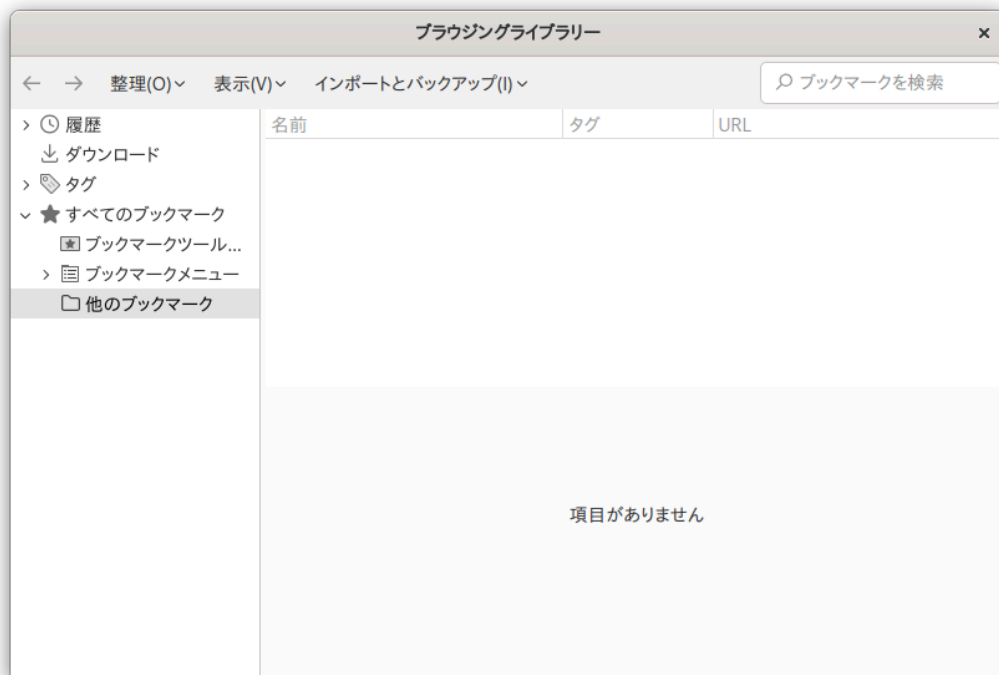 ブラウジングライブラリー
整理(O) 表示(V) インポートとバックアップ(I) ブックマークを検索
履歴
ダウンロード
タグ
すべてのブックマーク
ブックマークツール...
ブックマークメニュー
他のブックマーク
名前 タグ URL
項目がありません